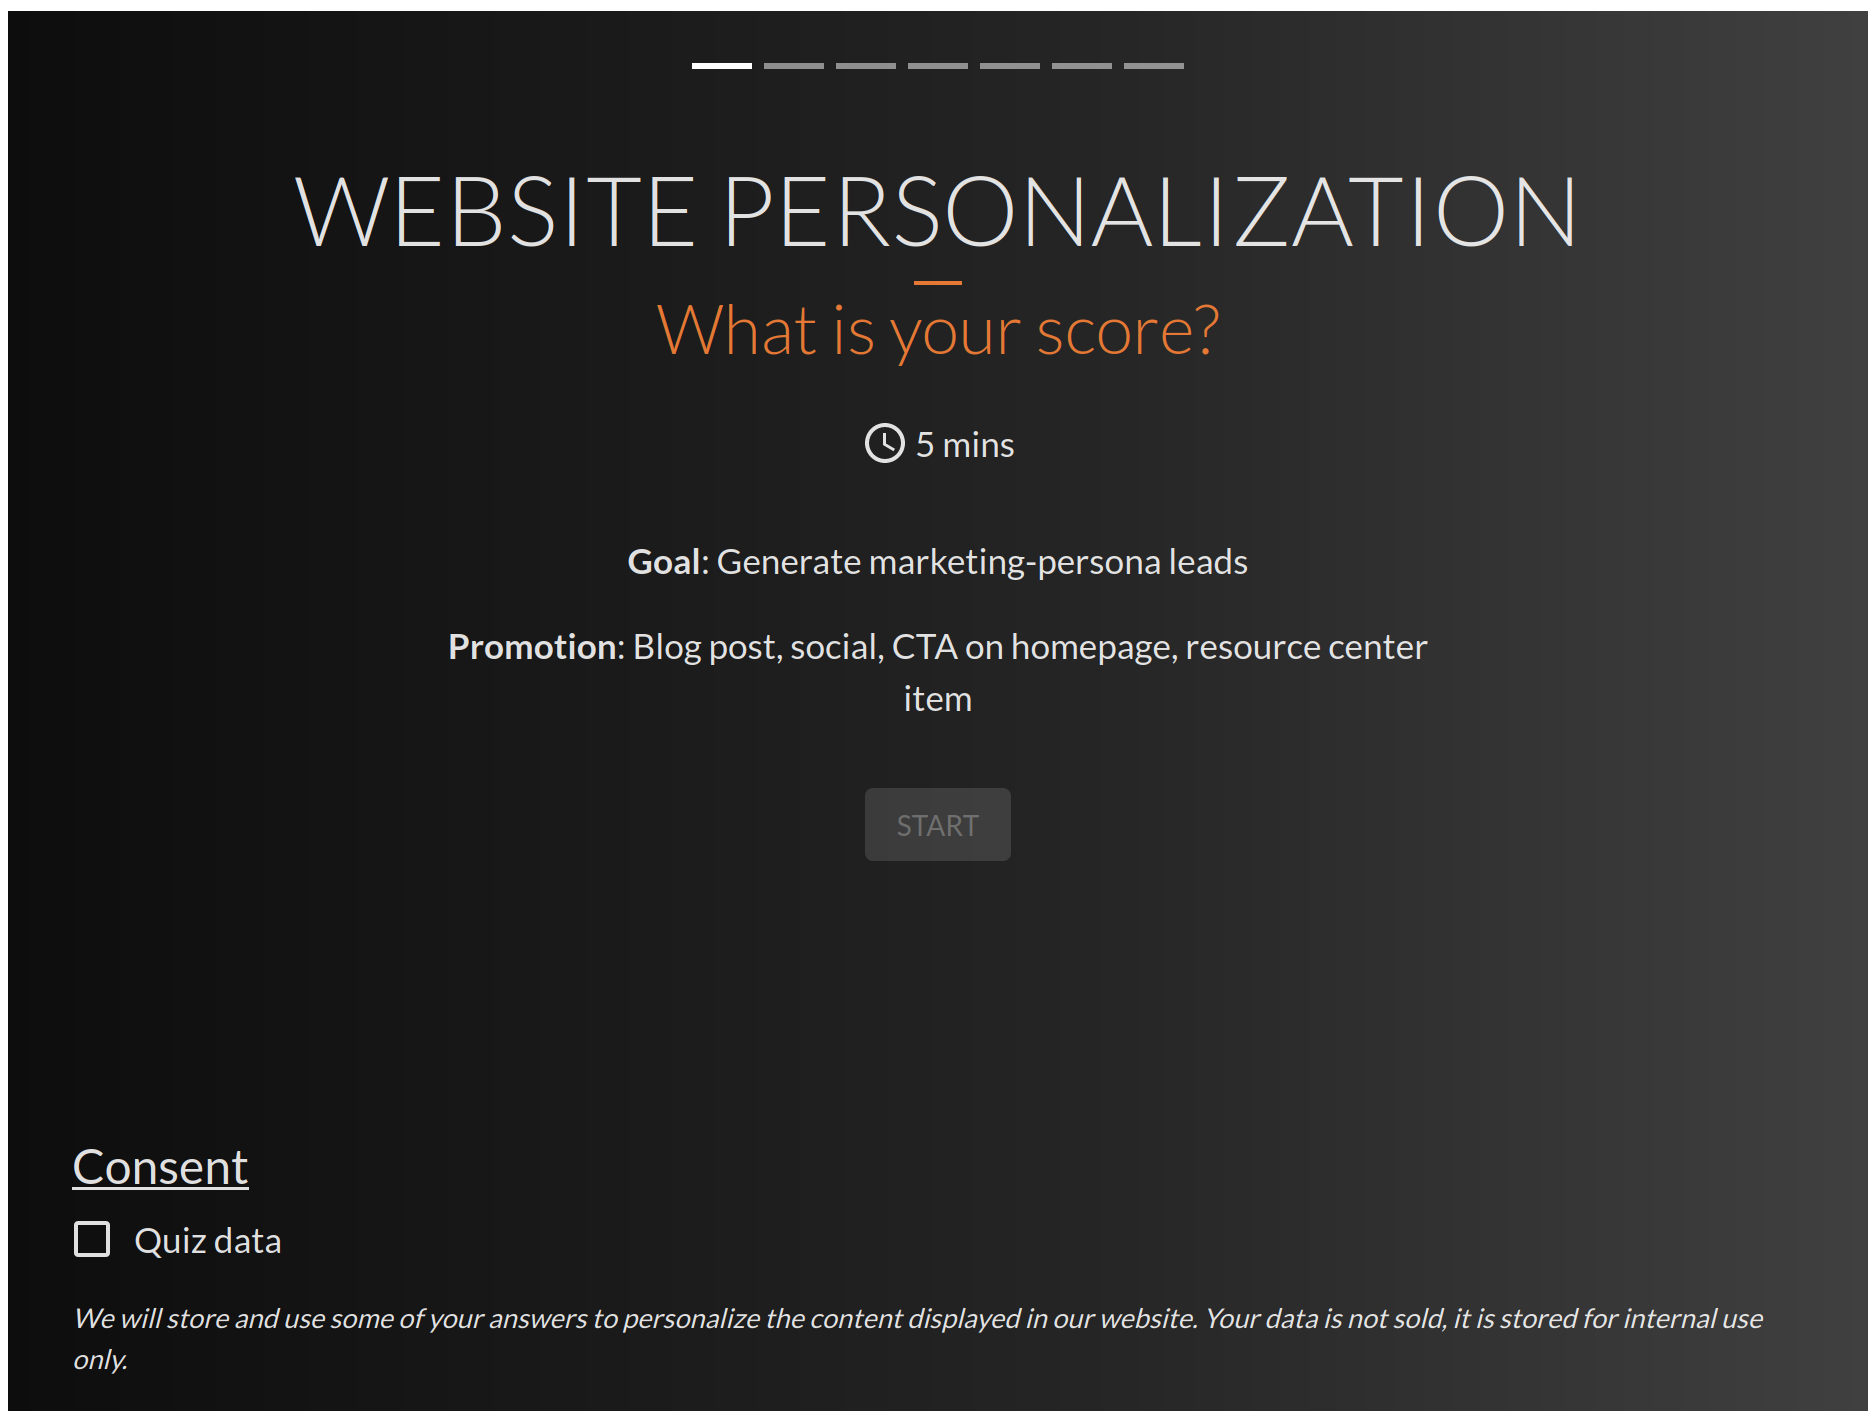 WEBSITE PERSONALIZATION
What is your score?
5 mins
Goal: Generate marketing-persona leads
Promotion: Blog post, social, CTA on homepage, resource center
item
START
Consent
Quiz data
We will store and use some of your answers to personalize the content displayed in our website. Your data is not sold, it is stored for internal use
only.